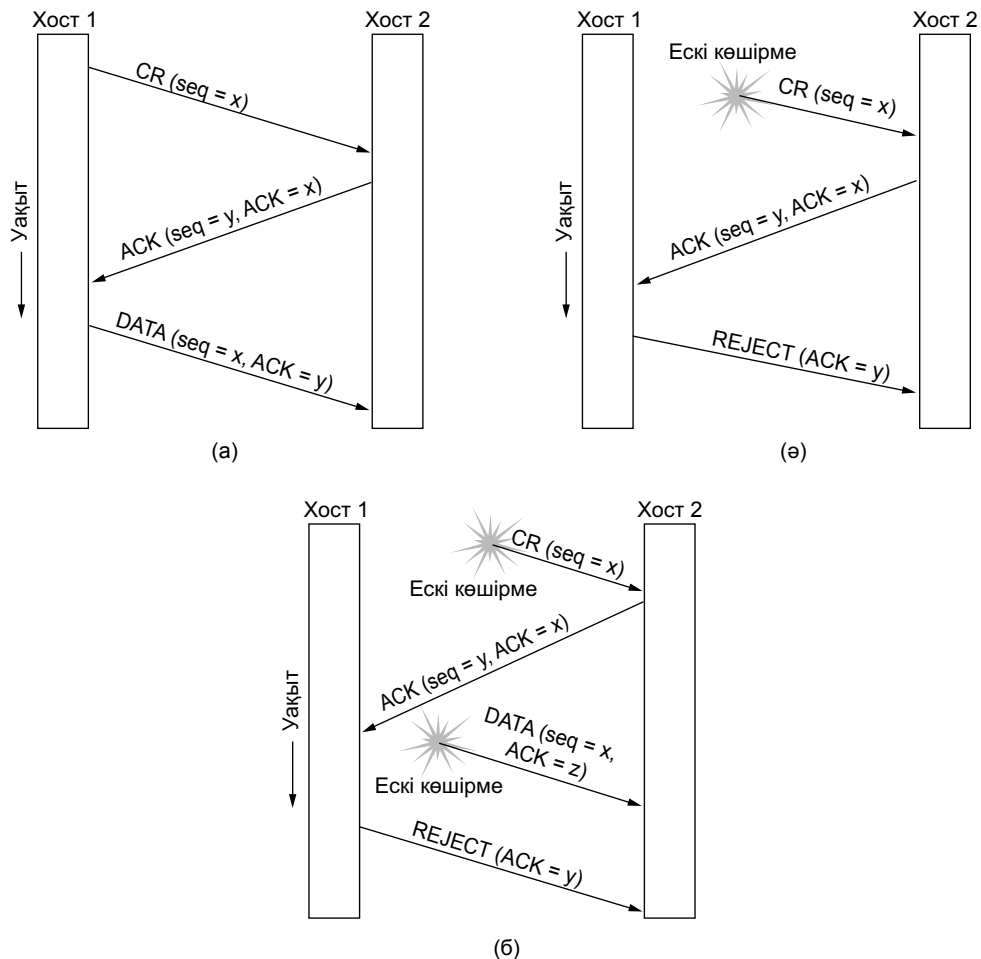 Хост 1
Хост 2
CR (seq = x)
ACK (seq = y, ACK = x)
DATA (seq = x, ACK = y)
Уақыт
(а)
Хост 1
Хост 2
Ескі көшірме
CR (seq = x)
ACK (seq = y, ACK = x)
REJECT (ACK = y)
Уақыт
(ә)
Хост 1
Хост 2
CR (seq = x)
Ескі көшірме
ACK (seq = y, ACK = x)
DATA (seq = x,
ACK = z)
Ескі көшірме
REJECT (ACK = y)
Уақыт
(б)